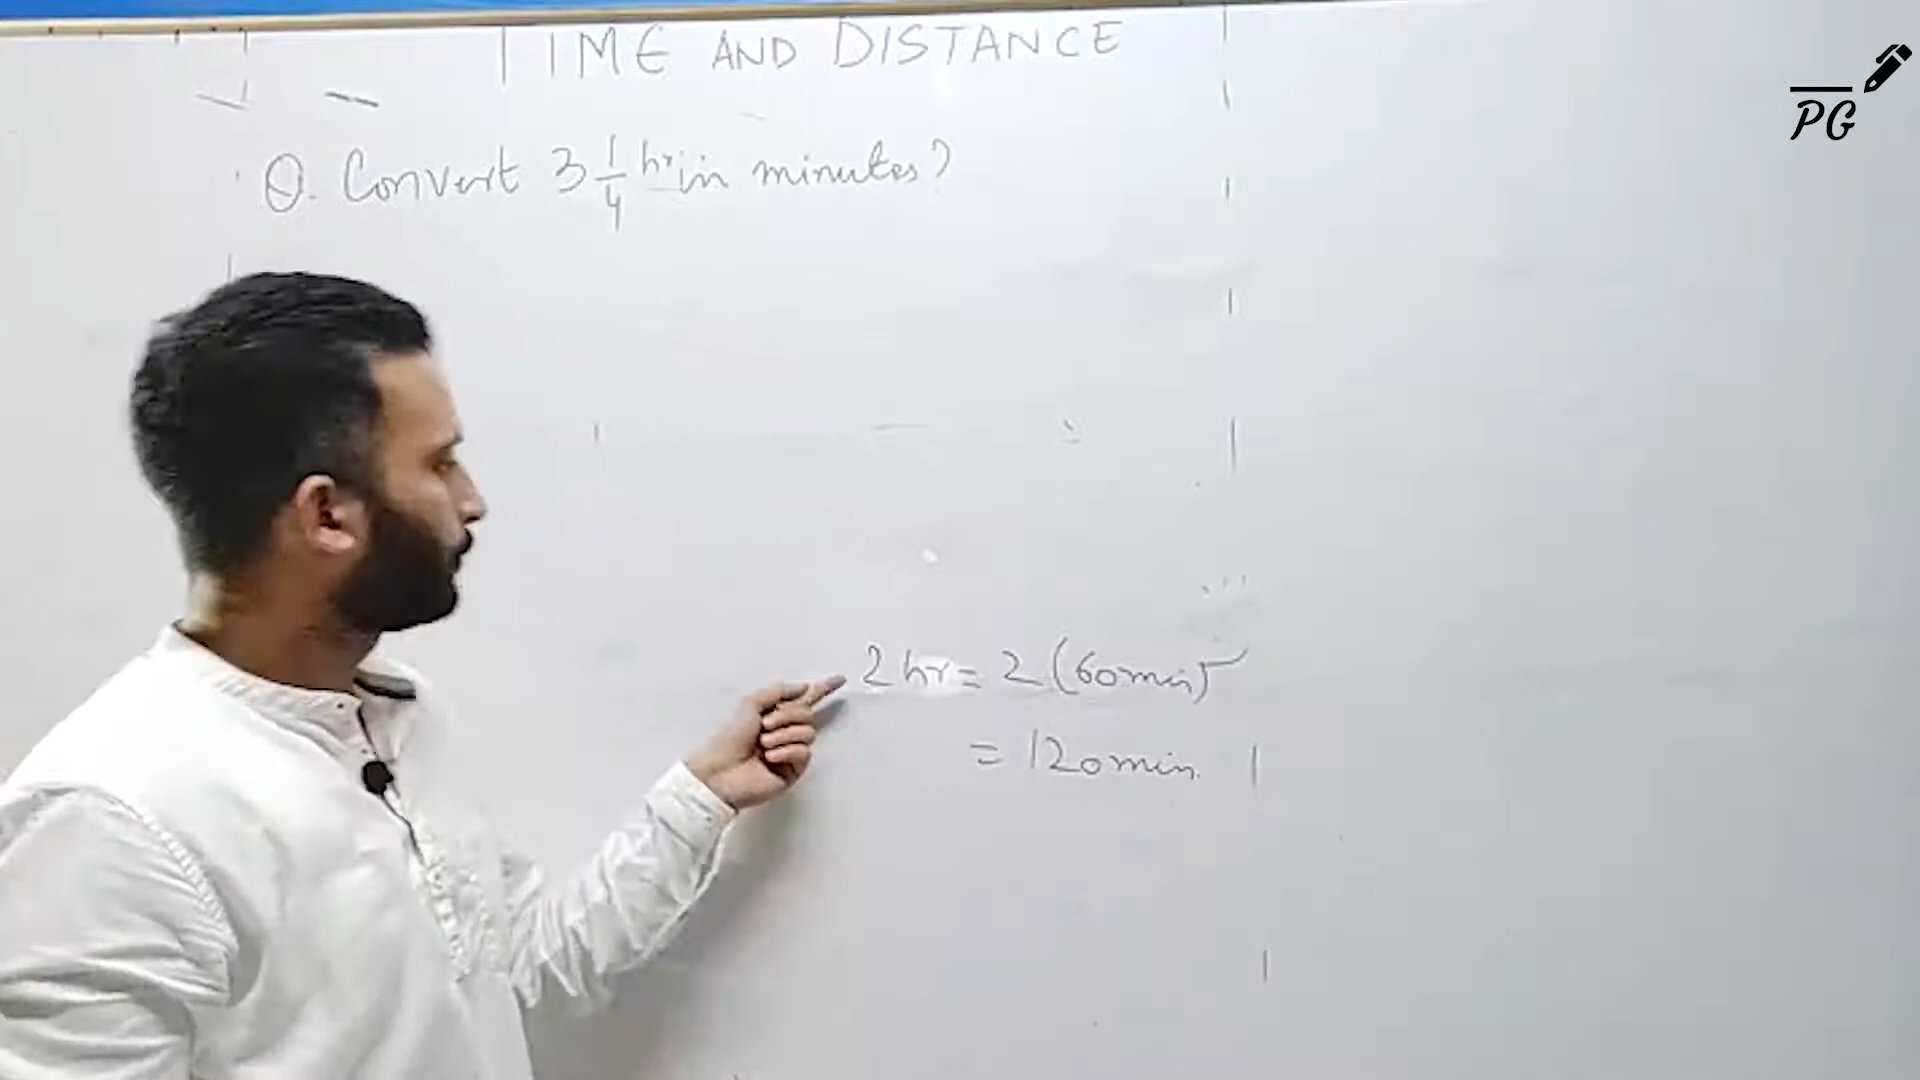 TIME AND DISTANCE
PG
Q. Convert 3 1/4 hr in minutes?
2 hr = 2 (60 min)
= 120 min.